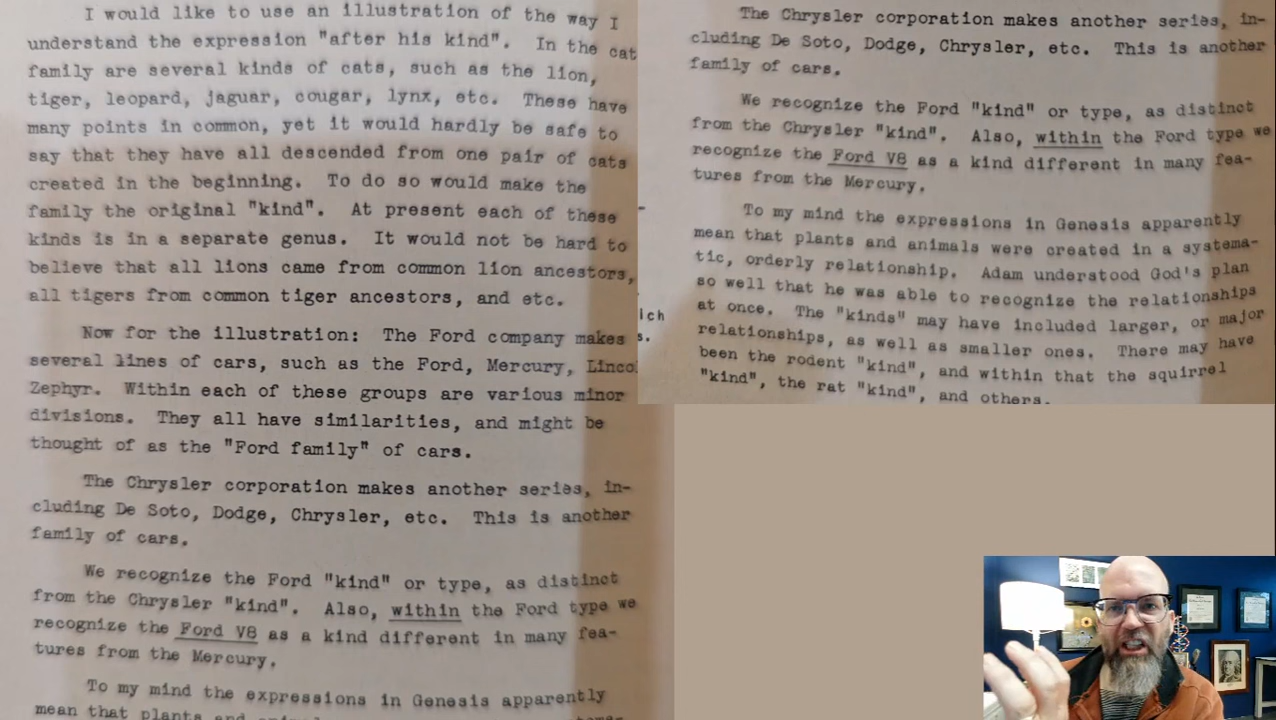 I would like to use an illustration of the way I
understand the expression "after his kind". In the cat
family are several kinds of cats, such as the lion,
tiger, leopard, jaguar, cougar, lynx, etc. These have
many points in common, yet it would hardly be safe to
say that they have all descended from one pair of cats
created in the beginning. To do so would make the
family the original "kind". At present each of these
kinds is in a separate genus. It would not be hard to
believe that all lions came from common lion ancestors,
all tigers from common tiger ancestors, and etc.
Now for the illustration: The Ford company makes
several lines of cars, such as the Ford, Mercury, Linco
Zephyr. Within each of these groups are various minor
divisions. They all have similarities, and might be
thought of as the "Ford family" of cars.
The Chrysler corporation makes another series, in-
cluding De Soto, Dodge, Chrysler, etc. This is another
family of cars.
We recognize the Ford "kind" or type, as distinct
from the Chrysler "kind". Also, within the Ford type we
recognize the Ford V8 as a kind different in many fea-
tures from the Mercury.
To my mind the expressions in Genesis apparently
mean that plants and
The Chrysler corporation makes another series, in-
cluding De Soto, Dodge, Chrysler, etc. This is another
family of cars.
We recognize the Ford "kind" or type, as distinct
from the Chrysler "kind". Also, within the Ford type we
recognize the Ford V8 as a kind different in many fea-
tures from the Mercury.
To my mind the expressions in Genesis apparently
mean that plants and animals were created in a systema-
tic, orderly relationship. Adam understood God's plan
so well that he was able to recognize the relationships
at once. The "kinds" may have included larger, or major
relationships, as well as smaller ones. There may have
been the rodent "kind", and within that the squirrel
"kind", the rat "kind", and others.
ich
s.